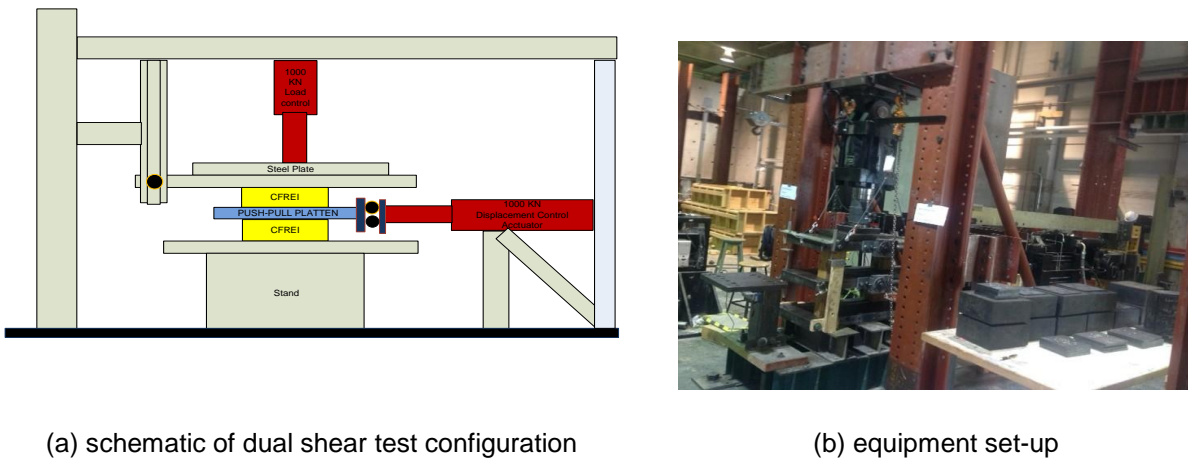 1000
KN
Load
control
Steel Plate
CFREI
PUSH-PULL PLATTEN
CFREI
1000 KN
Displacement Control
Acctuator
Stand
(a) schematic of dual shear test configuration
(b) equipment set-up